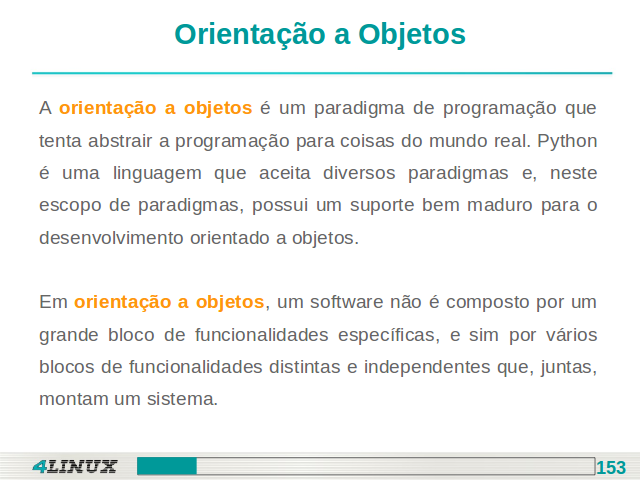 Orientação a Objetos
A orientação a objetos é um paradigma de programação que
tenta abstrair a programação para coisas do mundo real. Python
é uma linguagem que aceita diversos paradigmas e, neste
escopo de paradigmas, possui um suporte bem maduro para o
desenvolvimento orientado a objetos.
Em orientação a objetos, um software não é composto por um
grande bloco de funcionalidades específicas, e sim por vários
blocos de funcionalidades distintas e independentes que, juntas,
montam um sistema.
4LINUX
153